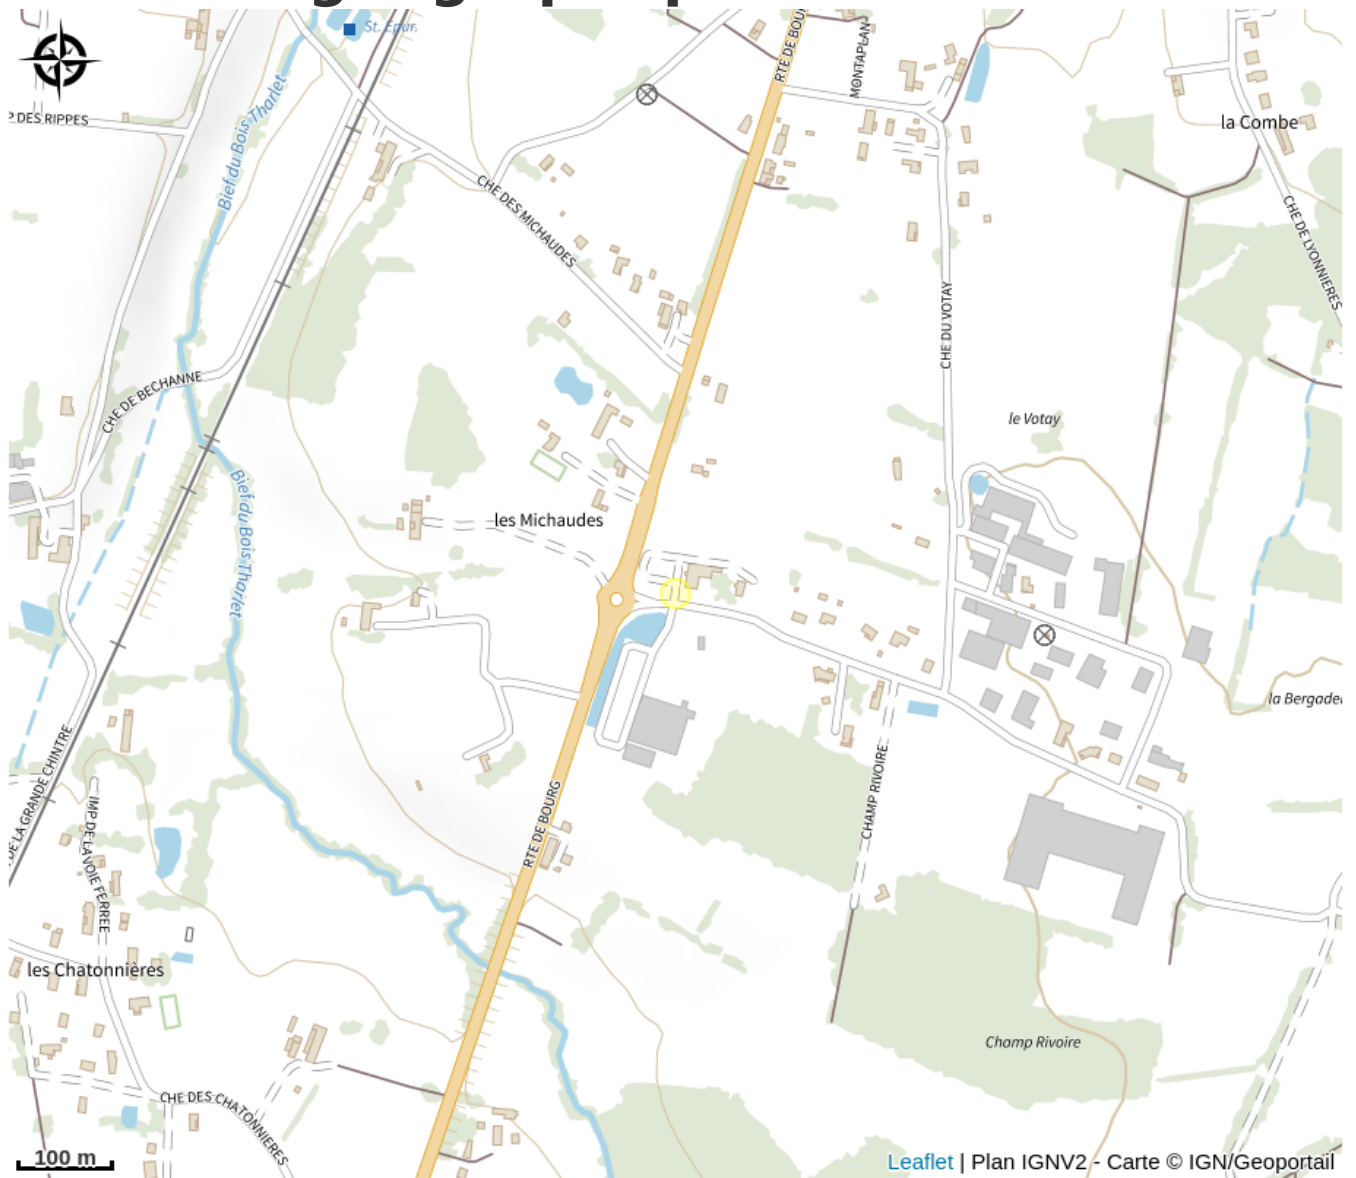 St. Épur.
RTE DE BOUR
MONTAPLAN
P DES RIPPES
la Combe
Bief du Bois Tharlet
CHE DES MICHAUDES
CHE DE LYONNIERES
CHE DU VOTAY
CHE DE BECHANNE
le Votay
Bief du Bois Tharlet
les Michaudes
la Bergade
DE LA GRANDE CHINTRE
CHAMP RIVOIRE
RTE DE BOURG
IMP DE LA VOIE FERREE
les Chatonnières
Champ Rivoire
CHE DES CHATONNIERES
100 m
Leaflet | Plan IGNV2 - Carte © IGN/Geoportail